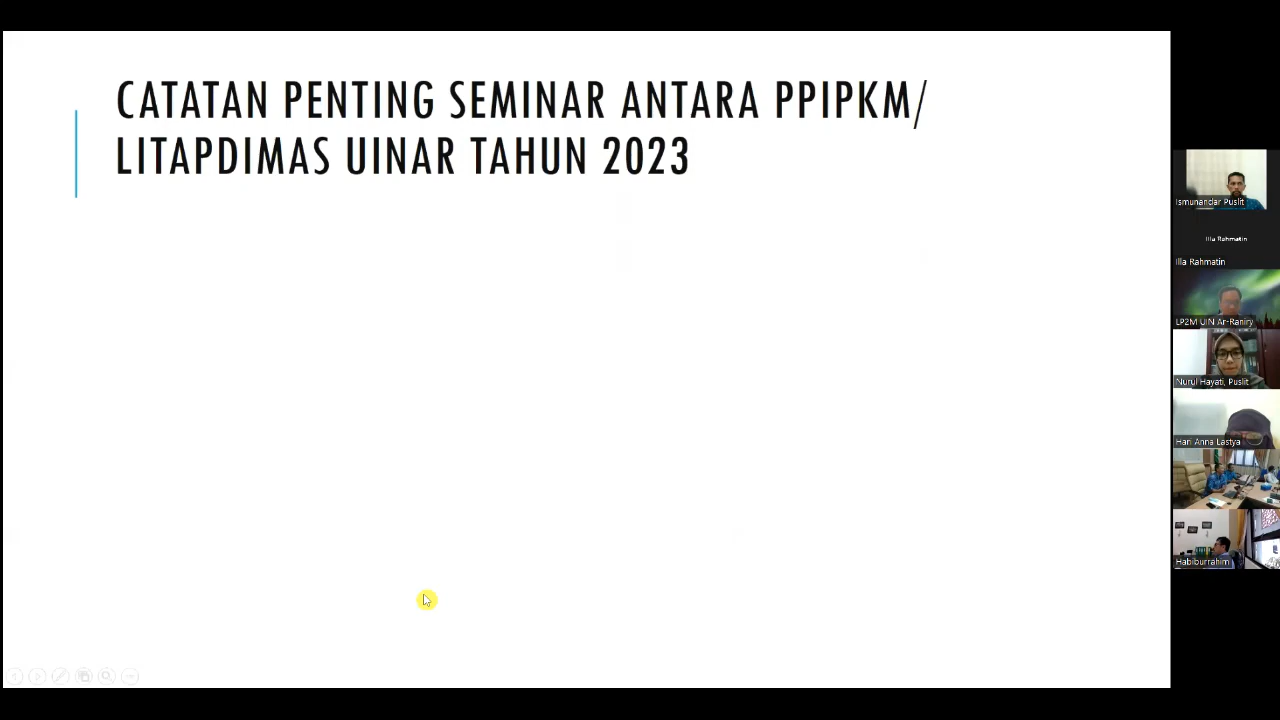 CATATAN PENTING SEMINAR ANTARA PPIPKM/
LITAPDIMAS UINAR TAHUN 2023
Ismunandar Puslit
Illa Rahmatin
Illa Rahmatin
LP2M UIN Ar-Raniry
Nurul Hayati, Puslit
Hari Anna Lastya
Habiburrahim